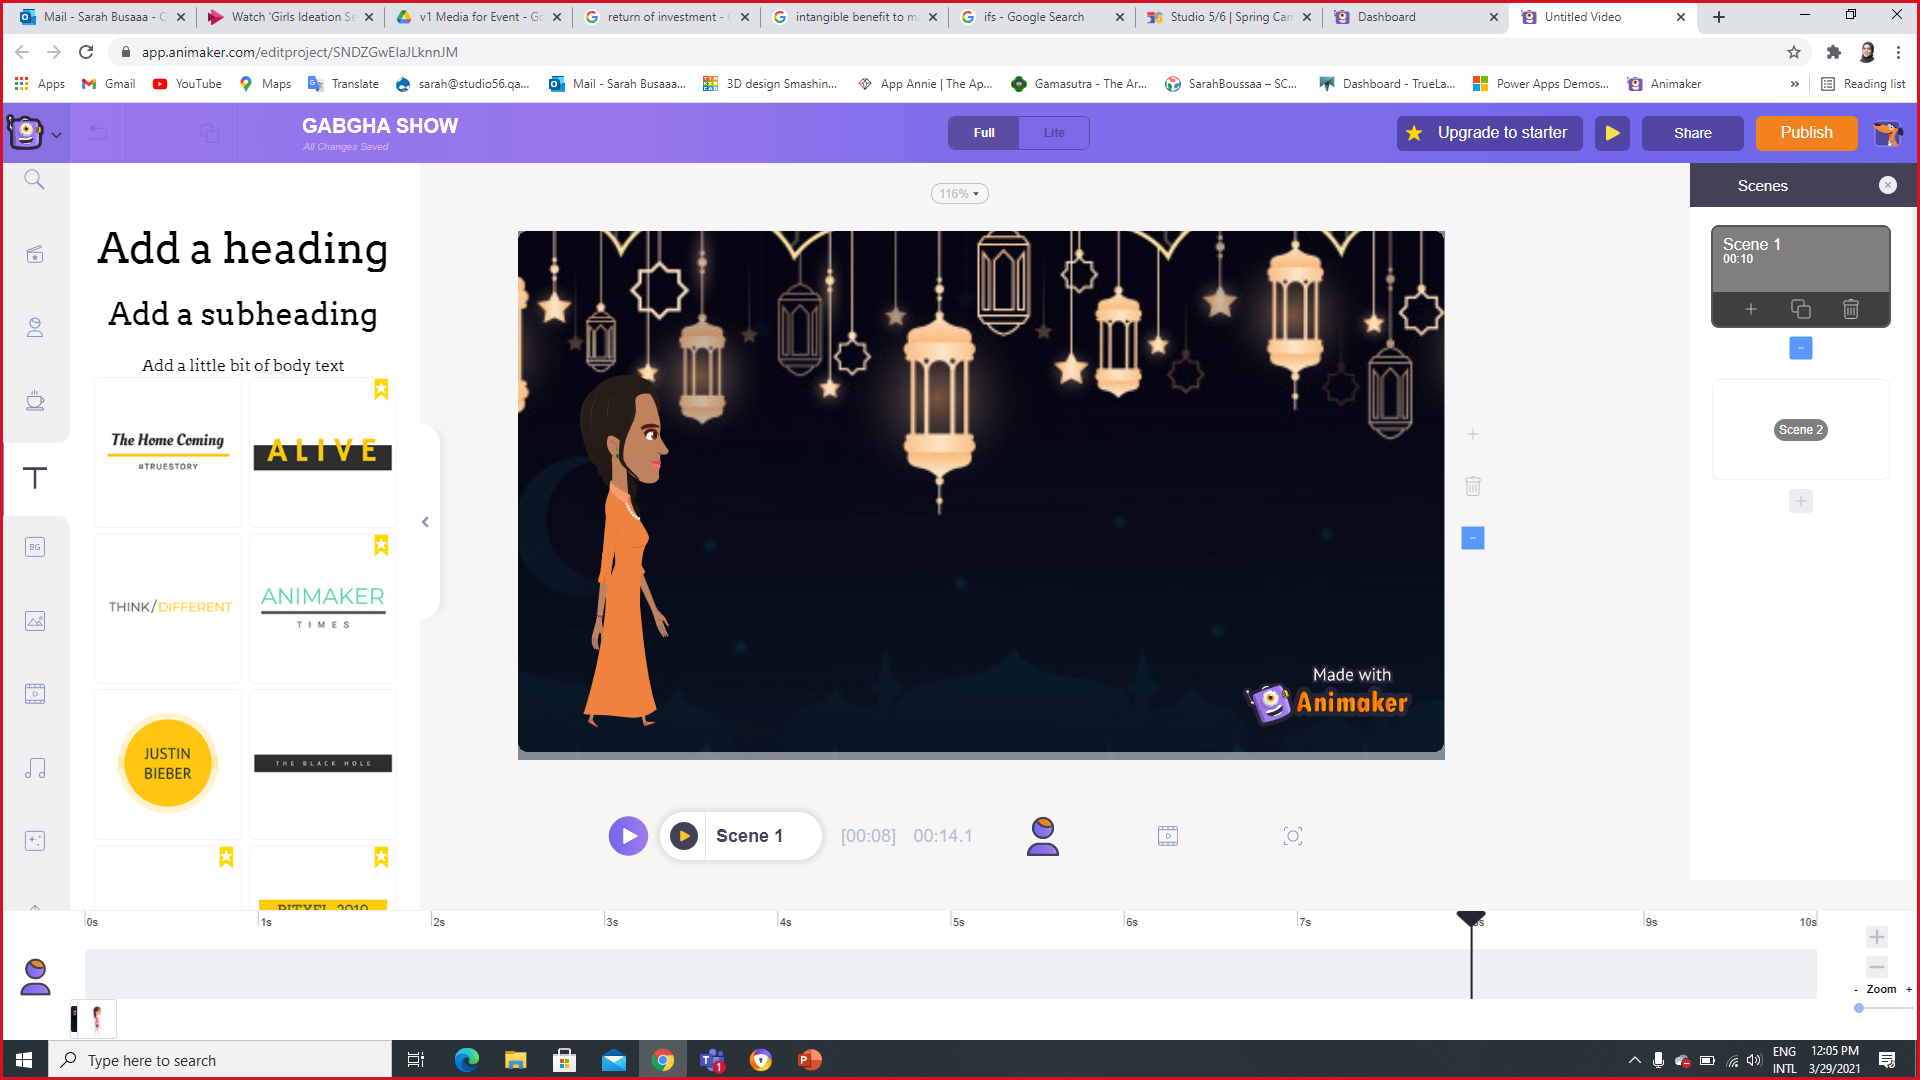 Mail - Sarah Busaaa - C
Watch 'Girls Ideation Se
v1 Media for Event - Go
return of investment - G
intangible benefit to ma
ifs - Google Search
Studio 5/6 | Spring Cam
Dashboard
Untitled Video
app.animaker.com/editproject/SNDZGwEIaJLknnJM
Apps
Gmail
YouTube
Maps
Translate
sarah@studio56.qa...
Mail - Sarah Busaaa...
3D design Smashin...
App Annie | The Ap...
Gamasutra - The Ar...
SarahBoussaa – SC...
Dashboard - TrueLa...
Power Apps Demos...
Animaker
»
Reading list
GABGHA SHOW
All Changes Saved
Full
Lite
Upgrade to starter
Share
Publish
116%
Scenes
Add a heading
Add a subheading
Add a little bit of body text
The Home Coming
#TRUESTORY
ALIVE
THINK/DIFFERENT
ANIMAKER
TIMES
JUSTIN
BIEBER
THE BLACK HOLE
BG
Made with
Animaker
Scene 1
00:10
Scene 2
Scene 1
[00:08]
00:14.1
0s
1s
2s
3s
4s
5s
6s
7s
9s
10s
- Zoom +
Type here to search
1
ENG
INTL
12:05 PM
3/29/2021